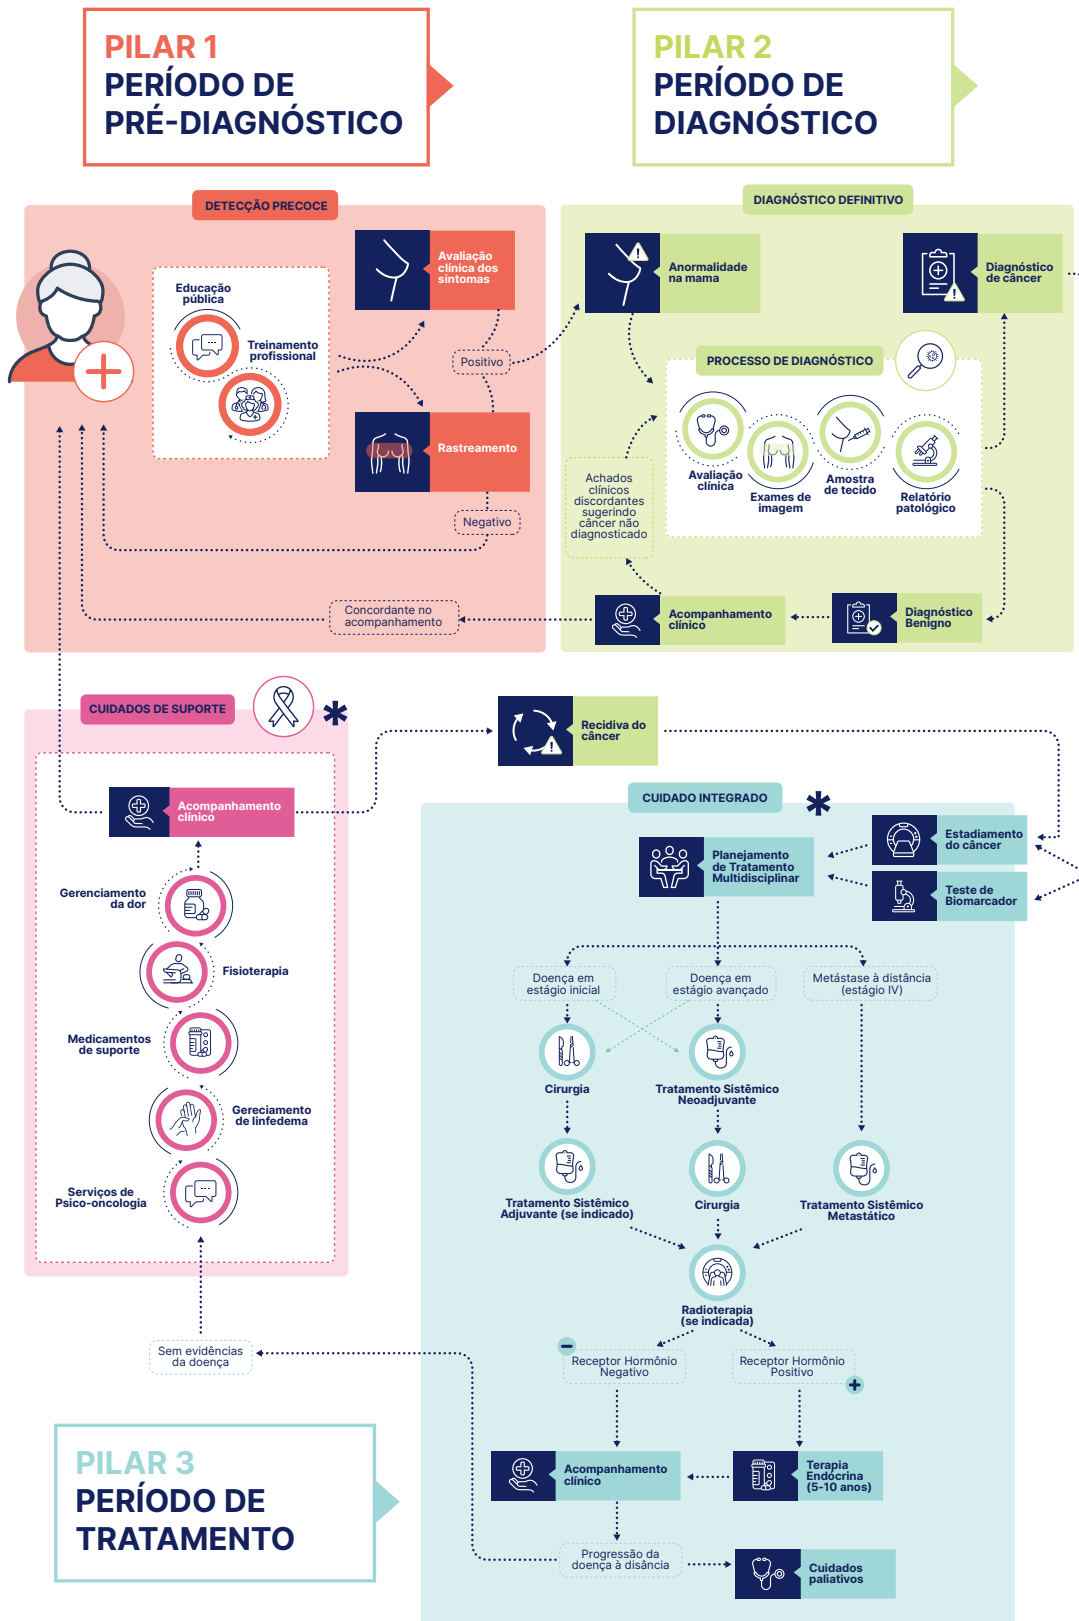 PILAR 1
PERÍODO DE
PRÉ-DIAGNÓSTICO
PILAR 2
PERÍODO DE
DIAGNÓSTICO
DETECÇÃO PRECOCE
Educação
pública
Treinamento
profissional
Avaliação
clínica dos
sintomas
Positivo
Rastreamento
Negativo
Concordante no
acompanhamento
DIAGNÓSTICO DEFINITIVO
Anormalidade
na mama
Diagnóstico
de câncer
PROCESSO DE DIAGNÓSTICO
Avaliação
clínica
Exames de
imagem
Amostra
de tecido
Relatório
patológico
Achados
clínicos
discordantes
sugerindo
câncer não
diagnosticado
Acompanhamento
clínico
Diagnóstico
Benigno
CUIDADOS DE SUPORTE
Acompanhamento
clínico
Gerenciamento
da dor
Fisioterapia
Medicamentos
de suporte
Gereciamento
de linfedema
Serviços de
Psico-oncologia
Sem evidências
da doença
Recidiva do
câncer
CUIDADO INTEGRADO
Estadiamento
do câncer
Planejamento
de Tratamento
Multidisciplinar
Teste de
Biomarcador
Doença em
estágio inicial
Doença em
estágio avançado
Metástase à distância
(estágio IV)
Cirurgia
Tratamento Sistêmico
Neoadjuvante
Tratamento Sistêmico
Adjuvante (se indicado)
Cirurgia
Tratamento Sistêmico
Metastático
Radioterapia
(se indicada)
Receptor Hormônio
Negativo
Receptor Hormônio
Positivo
Acompanhamento
clínico
Terapia
Endócrina
(5-10 anos)
Progressão da
doença à disância
Cuidados
paliativos
PILAR 3
PERÍODO DE
TRATAMENTO